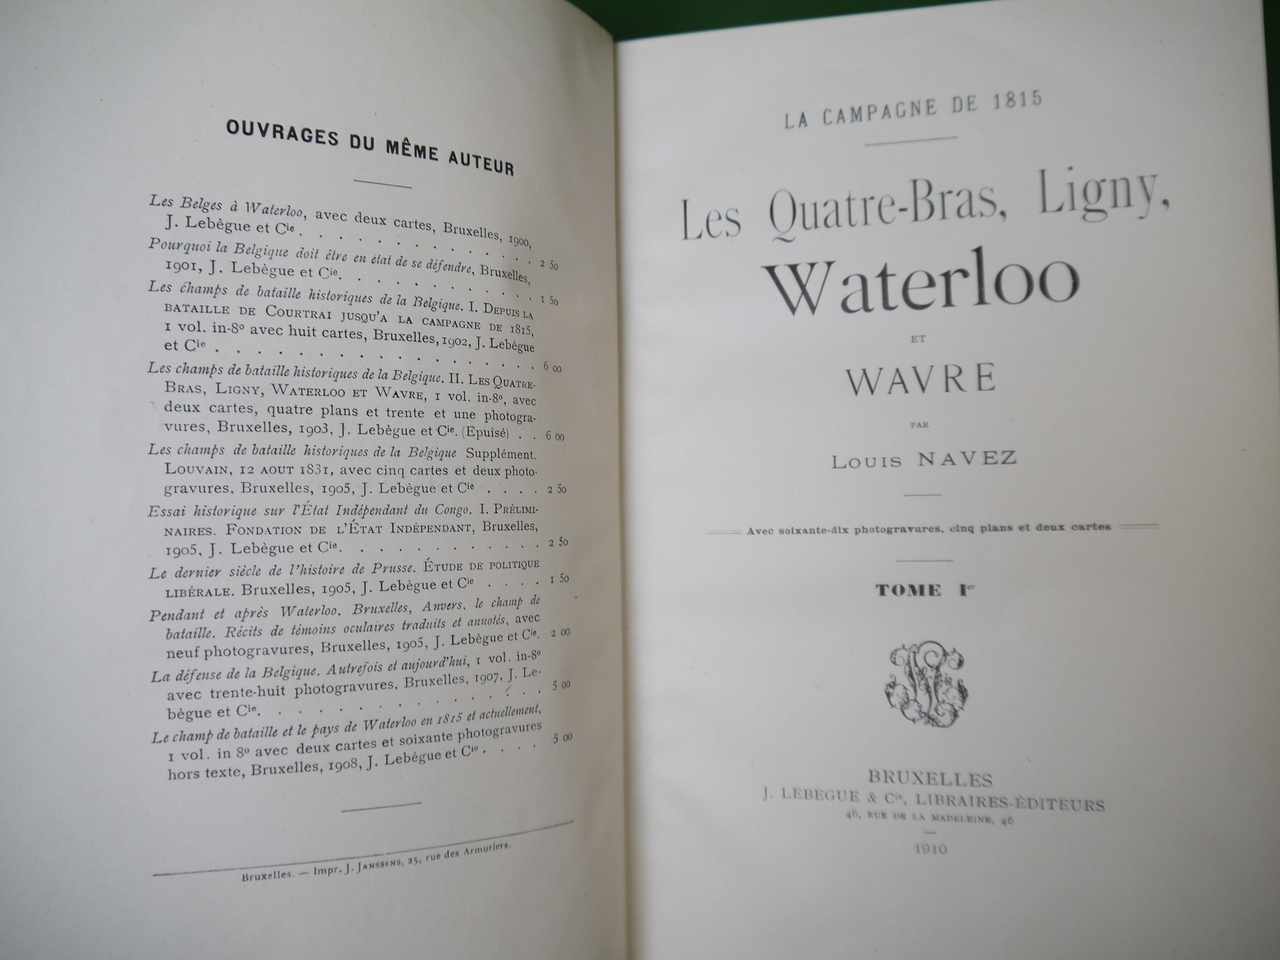 OUVRAGES DU MÊME AUTEUR
Les Belges à Waterloo, avec deux cartes, Bruxelles, 1900,
J. Lebègue et Cie. . . . . . . . . . . . 2 50
Pourquoi la Belgique doit être en état de se défendre, Bruxelles,
1901, J. Lebègue et Cie. . . . . . . . . . 1 50
Les champs de bataille historiques de la Belgique. I. DEPUIS LA
BATAILLE DE COURTRAI JUSQU'A LA CAMPAGNE DE 1815,
1 vol. in-8º avec huit cartes, Bruxelles, 1902, J. Lebègue
et Cie . . . . . . . . . . . . . . . 6 00
Les champs de bataille historiques de la Belgique. II. LES QUATRE-
BRAS, LIGNY, WATERLOO ET WAVRE, 1 vol. in-8º, avec
deux cartes, quatre plans et trente et une photogra-
vures, Bruxelles, 1903, J. Lebègue et Cie. (Epuisé) . . 6 00
Les champs de bataille historiques de la Belgique Supplément.
LOUVAIN, 12 AOUT 1831, avec cinq cartes et deux photo-
gravures, Bruxelles, 1905, J. Lebègue et Cie . . . . 2 50
Essai historique sur l'État Indépendant du Congo. I. PRÉLIMI-
NAIRES. FONDATION DE L'ÉTAT INDÉPENDANT, Bruxelles,
1905, J. Lebègue et Cie. . . . . . . . . . 2 50
Le dernier siècle de l'histoire de Prusse. ÉTUDE DE POLITIQUE
LIBÉRALE. Bruxelles, 1905, J. Lebègue et Cie . . . . 1 50
Pendant et après Waterloo. Bruxelles, Anvers, le champ de
bataille. Récits de témoins oculaires traduits et annotés, avec
neuf photogravures, Bruxelles, 1905, J. Lebègue et Cie. 2 00
La défense de la Belgique. Autrefois et aujourd'hui, 1 vol. in-8º
avec trente-huit photogravures, Bruxelles, 1907, J. Le-
bègue et Cie. . . . . . . . . . . . . 5 00
Le champ de bataille et le pays de Waterloo en 1815 et actuellement,
1 vol. in 8º avec deux cartes et soixante photogravures
hors texte, Bruxelles, 1908, J. Lebègue et Cie . . . . 5 00
Bruxelles. — Impr. J. JANSSENS, 25, rue des Armuriers.
LA CAMPAGNE DE 1815
Les Quatre-Bras, Ligny,
Waterloo
ET
WAVRE
PAR
LOUIS NAVEZ
Avec soixante-dix photogravures, cinq plans et deux cartes
TOME Ier
BRUXELLES
J. LEBÈGUE & Cie, LIBRAIRES-ÉDITEURS
46, RUE DE LA MADELEINE, 46
1910